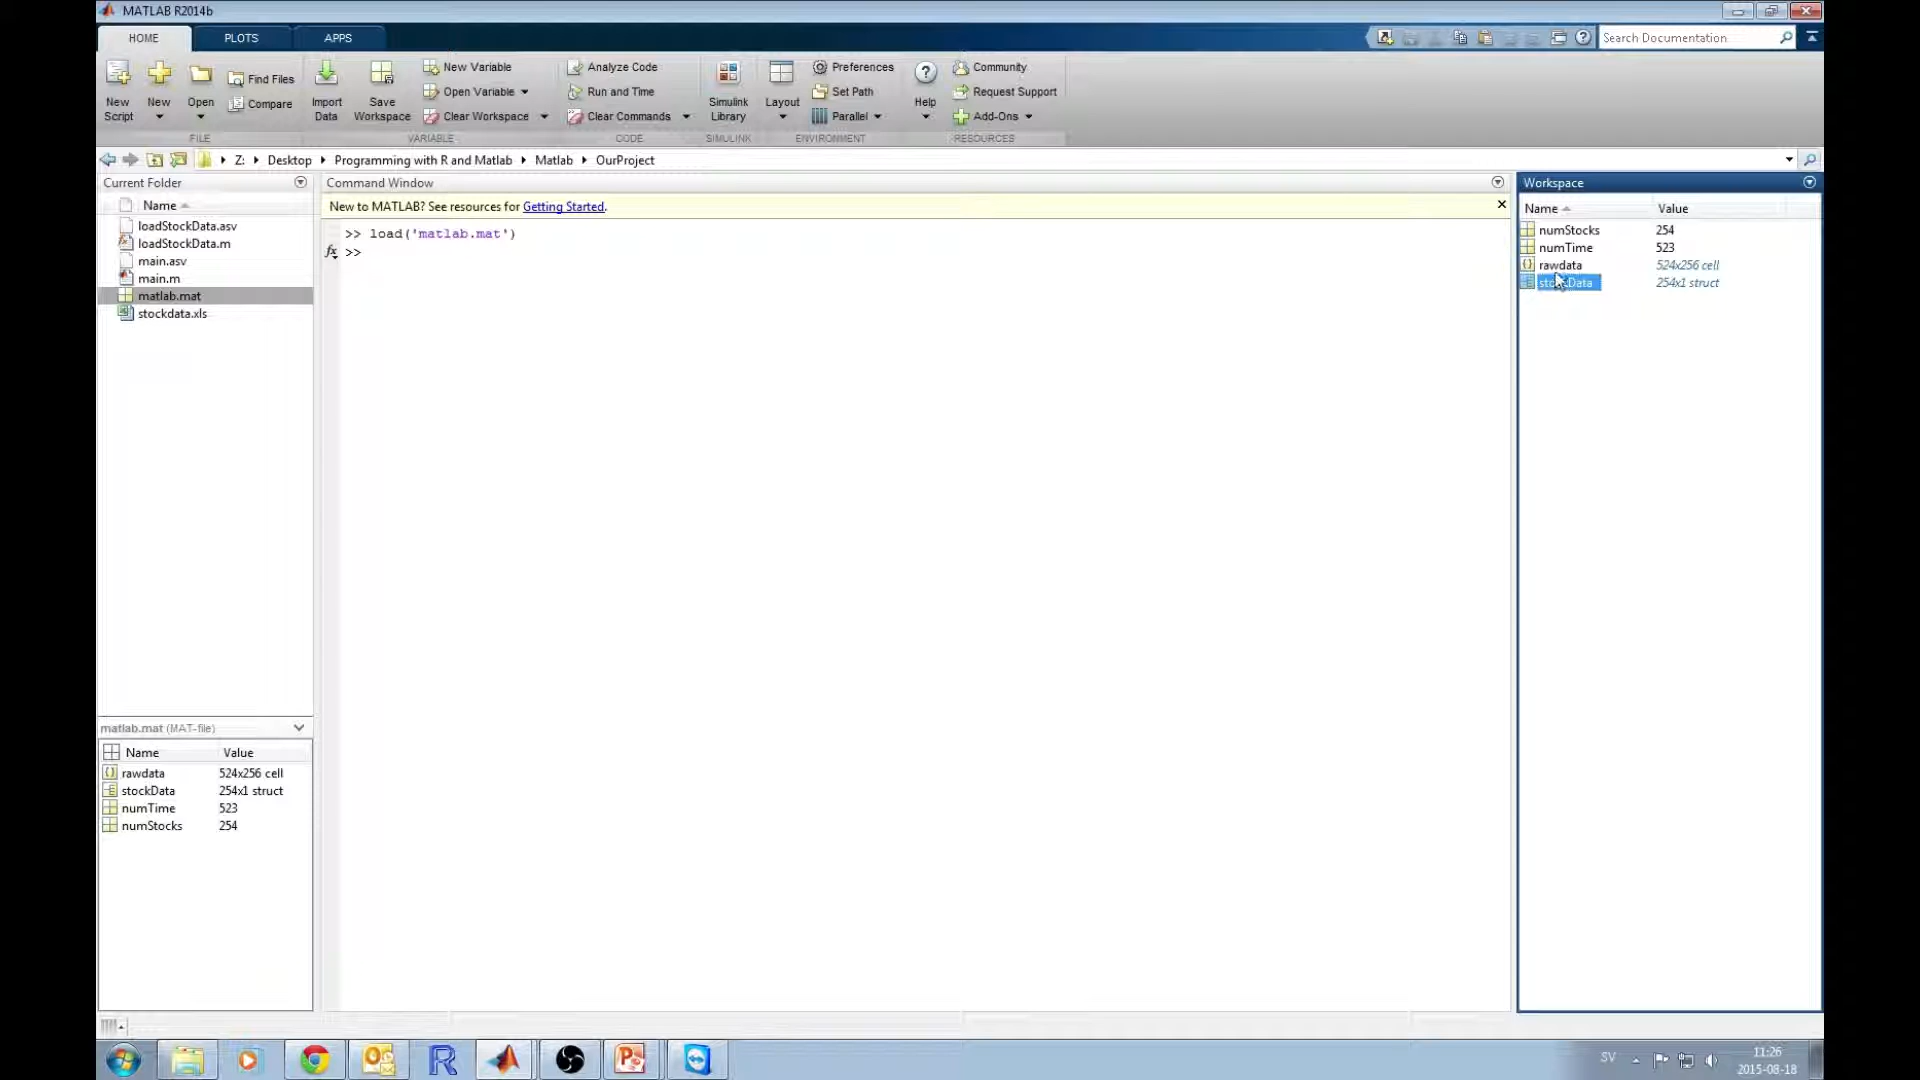 MATLAB R2014b
HOME PLOTS APPS
Search Documentation
New Script
New
Open
Find Files
Compare
Import Data
Save Workspace
New Variable
Open Variable
Clear Workspace
Analyze Code
Run and Time
Clear Commands
Simulink Library
Layout
Preferences
Set Path
Parallel
Help
Community
Request Support
Add-Ons
FILE VARIABLE CODE SIMULINK ENVIRONMENT RESOURCES
Z: Desktop Programming with R and Matlab Matlab OurProject
Current Folder
Name
loadStockData.asv
loadStockData.m
main.asv
main.m
matlab.mat
stockdata.xls
matlab.mat (MAT-file)
Name Value
rawdata 524x256 cell
stockData 254x1 struct
numTime 523
numStocks 254
Command Window
New to MATLAB? See resources for Getting Started.
>> load('matlab.mat')
fx >>
Workspace
Name Value
numStocks 254
numTime 523
rawdata 524x256 cell
stockData 254x1 struct
SV
11:26
2015-08-18